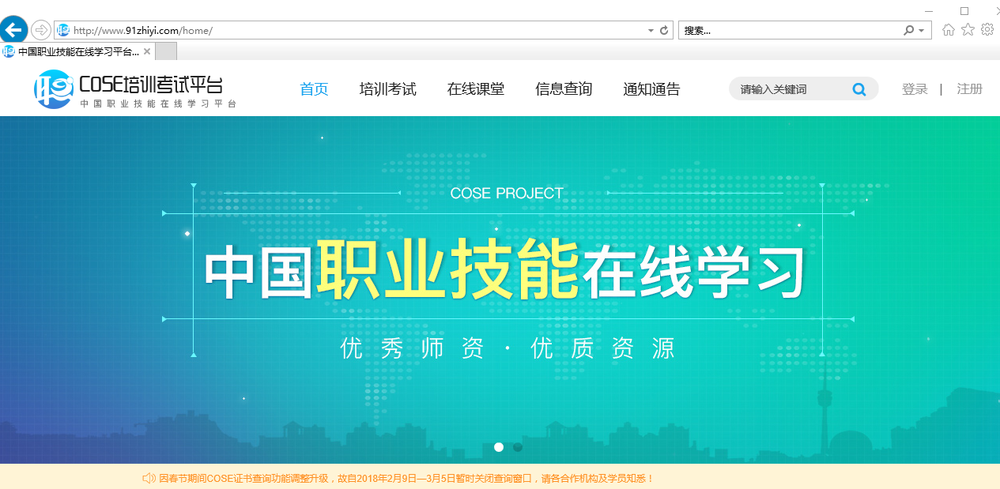 http://www.91zhiyi.com/home/
搜索...
中国职业技能在线学习平台...
COSE培训考试平台
中国职业技能在线学习平台
首页 培训考试 在线课堂 信息查询 通知通告
请输入关键词
登录 | 注册
COSE PROJECT
中国职业技能在线学习
优秀师资·优质资源
因春节期间COSE证书查询功能调整升级，故自2018年2月9日—3月5日暂时关闭查询窗口，请各合作机构及学员知悉！